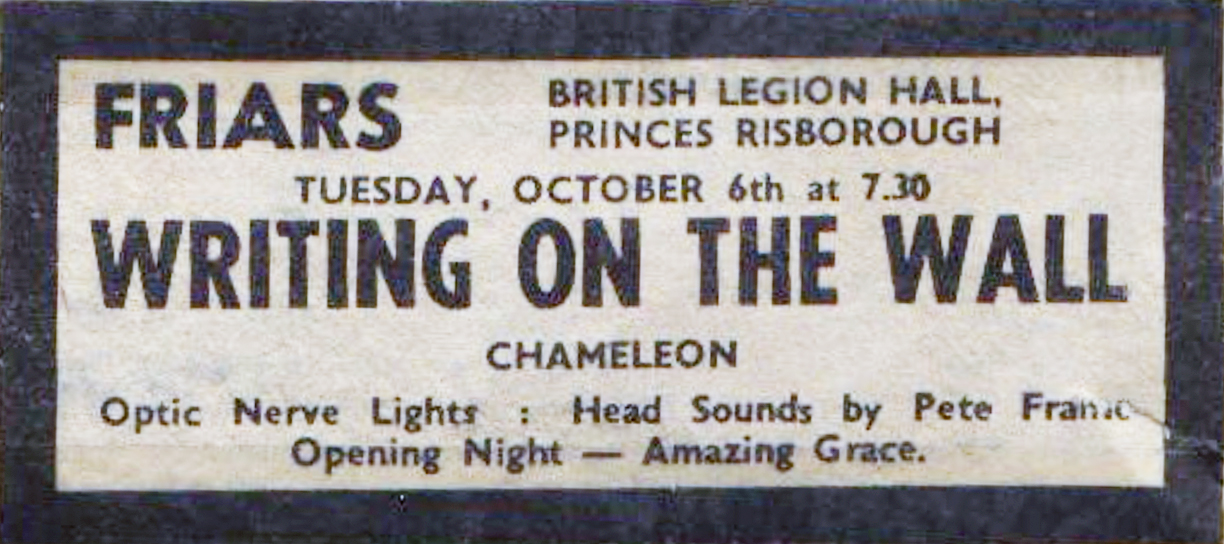 FRIARS
BRITISH LEGION HALL,
PRINCES RISBOROUGH
TUESDAY, OCTOBER 6th at 7.30
WRITING ON THE WALL
CHAMELEON
Optic Nerve Lights : Head Sounds by Pete Frame
Opening Night — Amazing Grace.